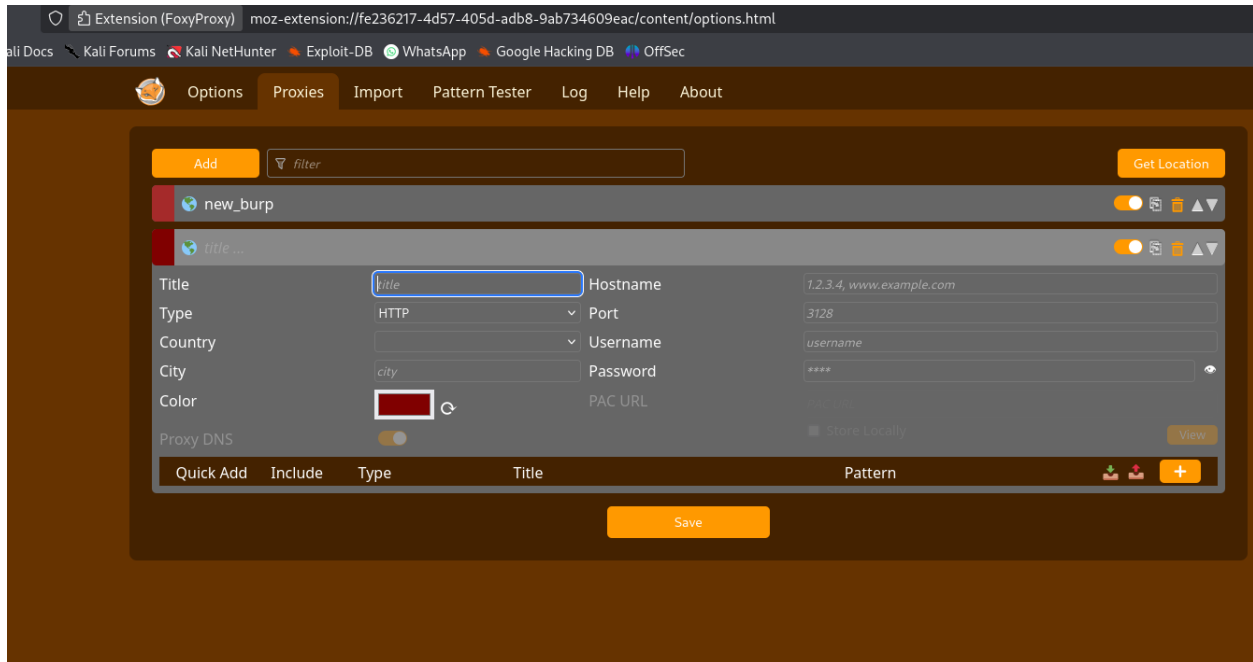 Extension (FoxyProxy) moz-extension://fe236217-4d57-405d-adb8-9ab734609eac/content/options.html
ali Docs Kali Forums Kali NetHunter Exploit-DB WhatsApp Google Hacking DB OffSec
Options Proxies Import Pattern Tester Log Help About
Add filter Get Location
new_burp
title ...
Title title Hostname 1.2.3.4, www.example.com
Type HTTP Port 3128
Country Username username
City city Password ****
Color PAC URL
Store Locally
Proxy DNS View
Quick Add Include Type Title Pattern +
Save